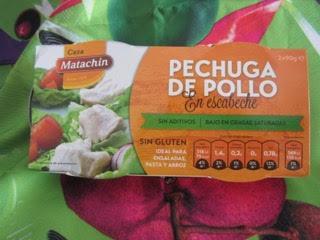 Casa
Matachín
PECHUGA
DE POLLO
En escabeche
2x90g e
SIN ADITIVOS
BAJO EN GRASAS SATURADAS
SIN GLUTEN
IDEAL PARA
ENSALADAS,
PASTA Y ARROZ